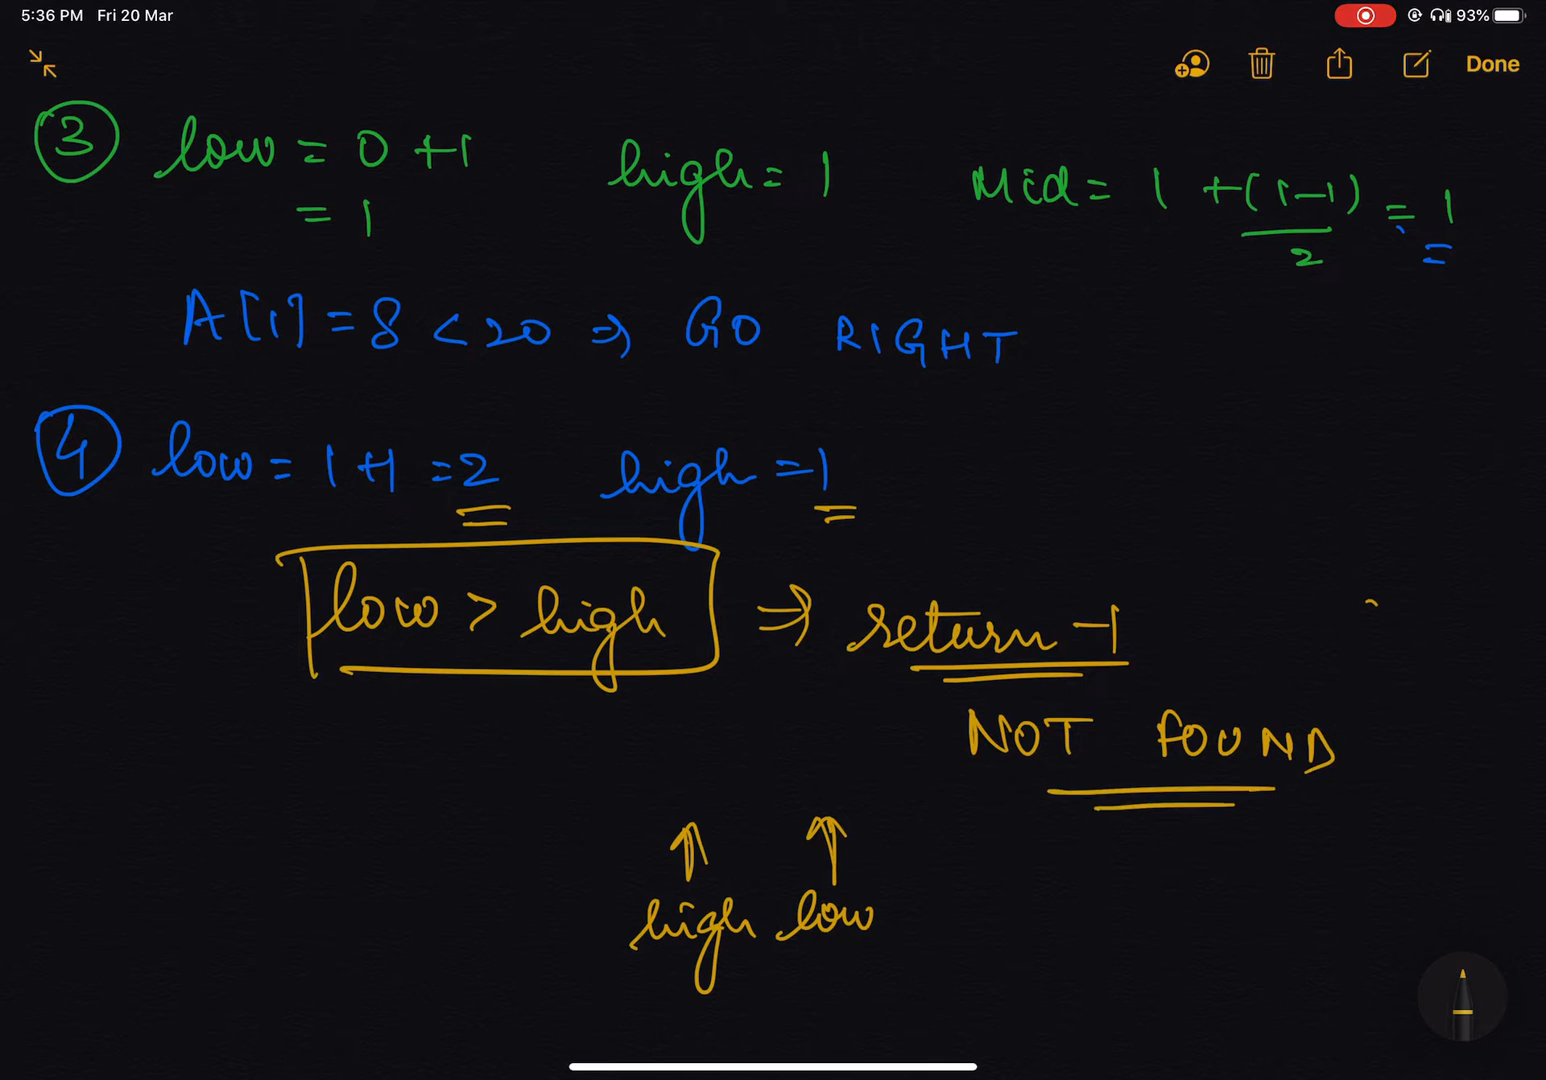 5:36 PM Fri 20 Mar 93%
Done
3 low = 0 +1 high = 1 Mid = 1 + (1-1)/2 = 1
= 1
A[1] = 8 < 20 ⇒ GO RIGHT
4 low = 1 +1 = 2 high = 1
low > high ⇒ return -1
NOT FOUND
↑ ↑
high low